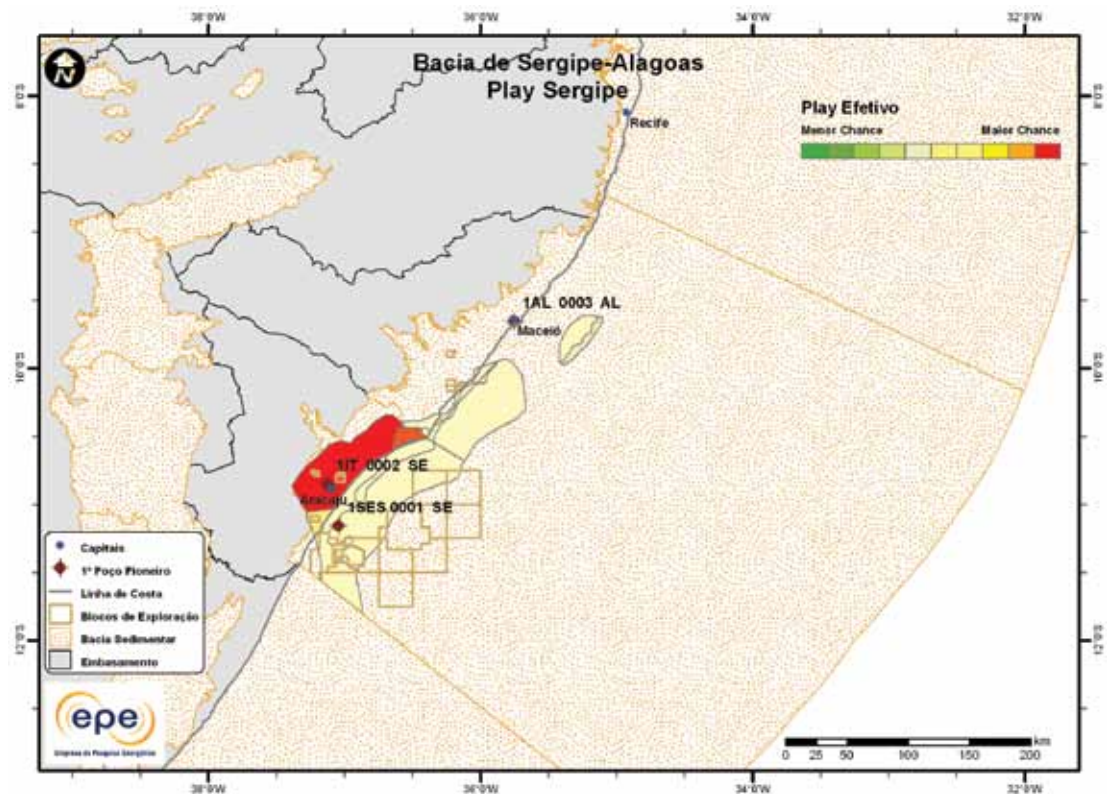 38°0'W 36°0'W 34°0'W 32°0'W
Bacia de Sergipe-Alagoas
Play Sergipe
8°0'S 8°0'S
Recife
Play Efetivo
Menor Chance Maior Chance
1AL 0003 AL
Maceió
10°0'S 10°0'S
1IT 0002 SE
Aracaju
1SES 0001 SE
Capitais
1º Poço Pioneiro
Linha de Costa
Blocos de Exploração
Bacia Sedimentar
Embasamento
12°0'S 12°0'S
epe
Empresa de Pesquisa Energética
km
0 25 50 100 150 200
38°0'W 36°0'W 34°0'W 32°0'W
N